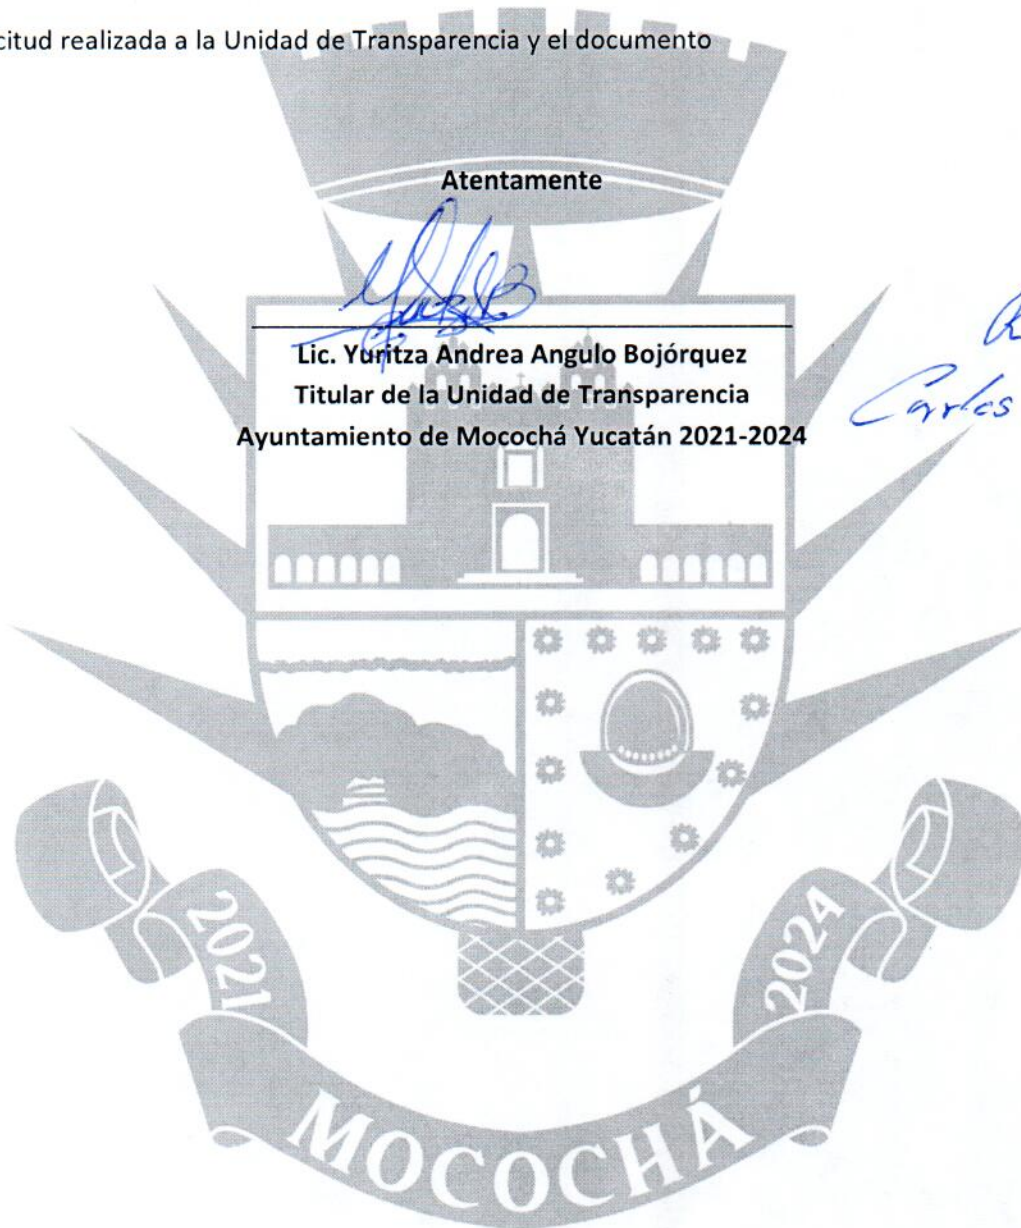 citud realizada a la Unidad de Transparencia y el documento
Atentamente
Lic. Yuritza Andrea Angulo Bojórquez
Titular de la Unidad de Transparencia
Ayuntamiento de Mocochá Yucatán 2021-2024
Carlos
2021
2024
MOCOCHÁ